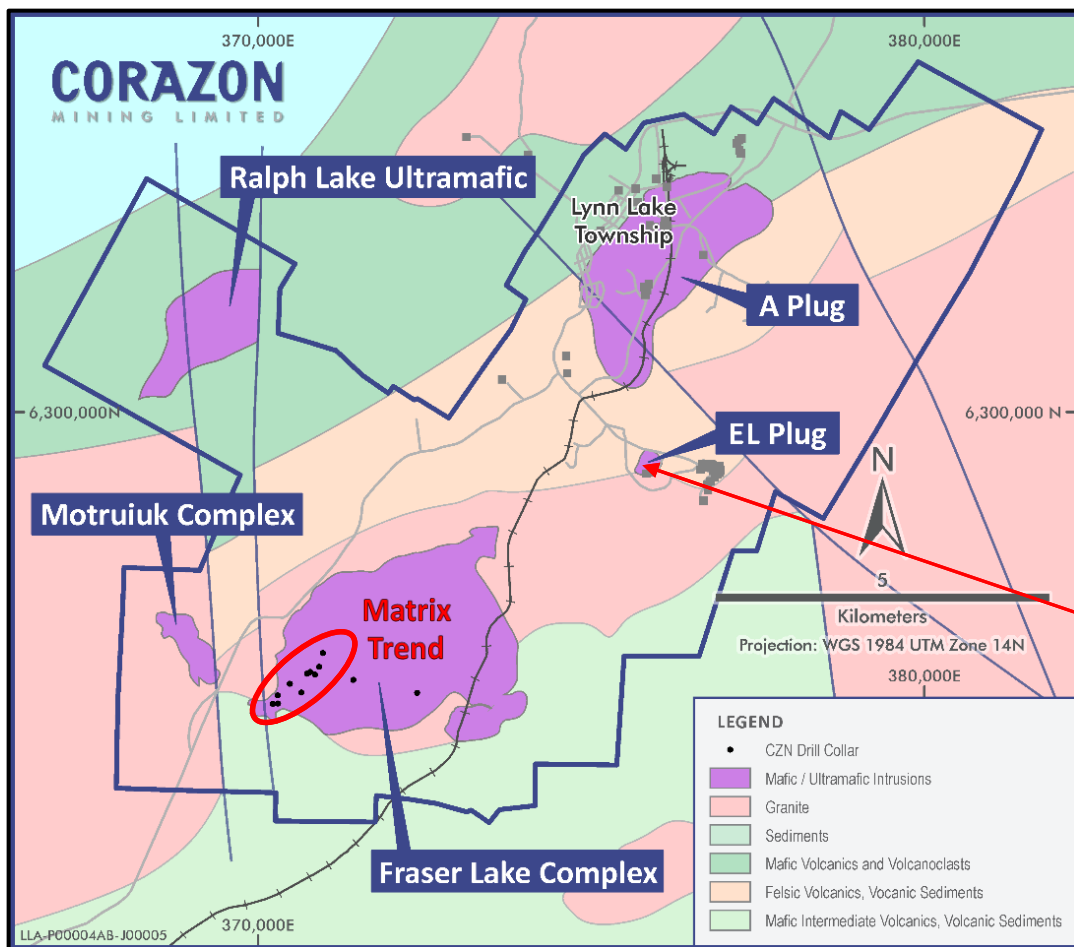 370,000E
380,000E
CORAZON
MINING LIMITED
Ralph Lake Ultramafic
Lynn Lake
Township
A Plug
6,300,000N
6,300,000 N
EL Plug
N
Motruiuk Complex
5
Kilometers
Projection: WGS 1984 UTM Zone 14N
Matrix
Trend
380,000E
LEGEND
CZN Drill Collar
Mafic / Ultramafic Intrusions
Granite
Sediments
Mafic Volcanics and Volcanoclasts
Felsic Volcanics, Vocanic Sediments
Mafic Intermediate Volcanics, Volcanic Sediments
Fraser Lake Complex
370,000E
LLA-P00004AB-J00005